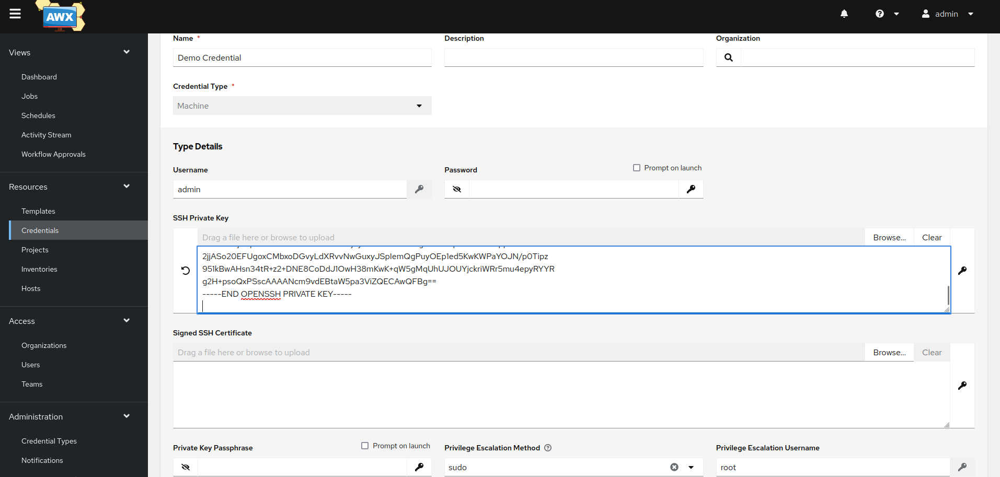 AWX
admin
Views
Dashboard
Jobs
Schedules
Activity Stream
Workflow Approvals
Resources
Templates
Credentials
Projects
Inventories
Hosts
Access
Organizations
Users
Teams
Administration
Credential Types
Notifications
Name *
Description
Organization
Demo Credential
Credential Type *
Machine
Type Details
Username
Password
Prompt on launch
admin
SSH Private Key
Drag a file here or browse to upload
Browse...
Clear
2jjASo20EFUgoxCMbxoDGvyLdXRvvNwGuxyJSplemQgPuyOEp1ed5KwKWPaYOJN/p0Tipz
951kBwAHsn34tR+z2+DNE8CoDdJ1OwH38mKwK+qW5gMqUhUJOUYjckriWRr5mu4epyRYYR
g2H+psoQxPSscAAAANcm9vdEBtaW5pa3ViZQECAwQFBg==
-----END OPENSSH PRIVATE KEY-----
Signed SSH Certificate
Drag a file here or browse to upload
Browse...
Clear
Private Key Passphrase
Prompt on launch
Privilege Escalation Method
Privilege Escalation Username
sudo
root